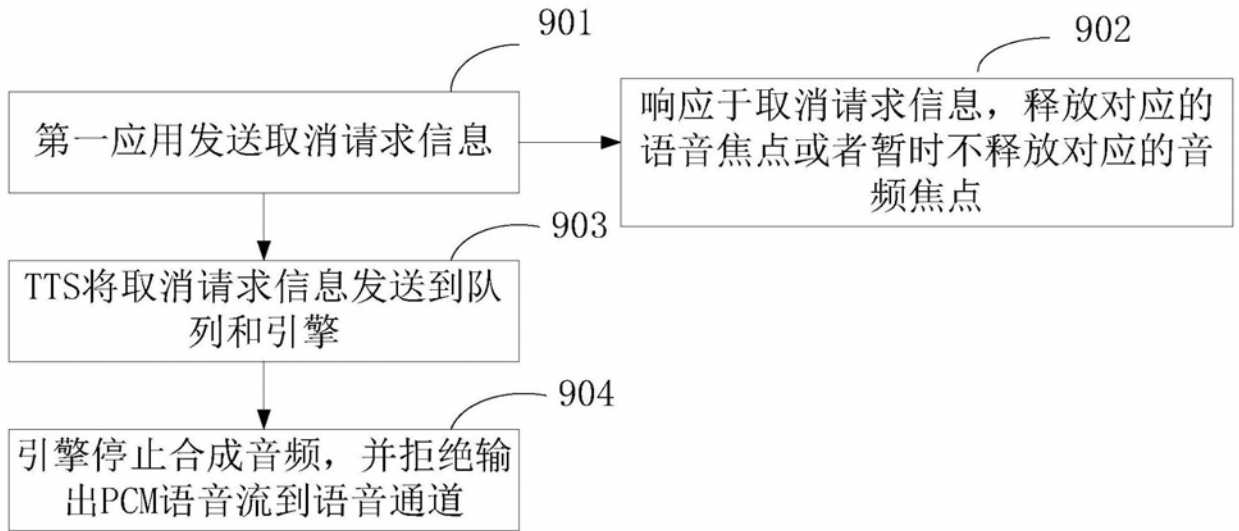 901
第一应用发送取消请求信息
902
响应于取消请求信息，释放对应的
语音焦点或者暂时不释放对应的音
频焦点
903
TTS将取消请求信息发送到队
列和引擎
904
引擎停止合成音频，并拒绝输
出PCM语音流到语音通道